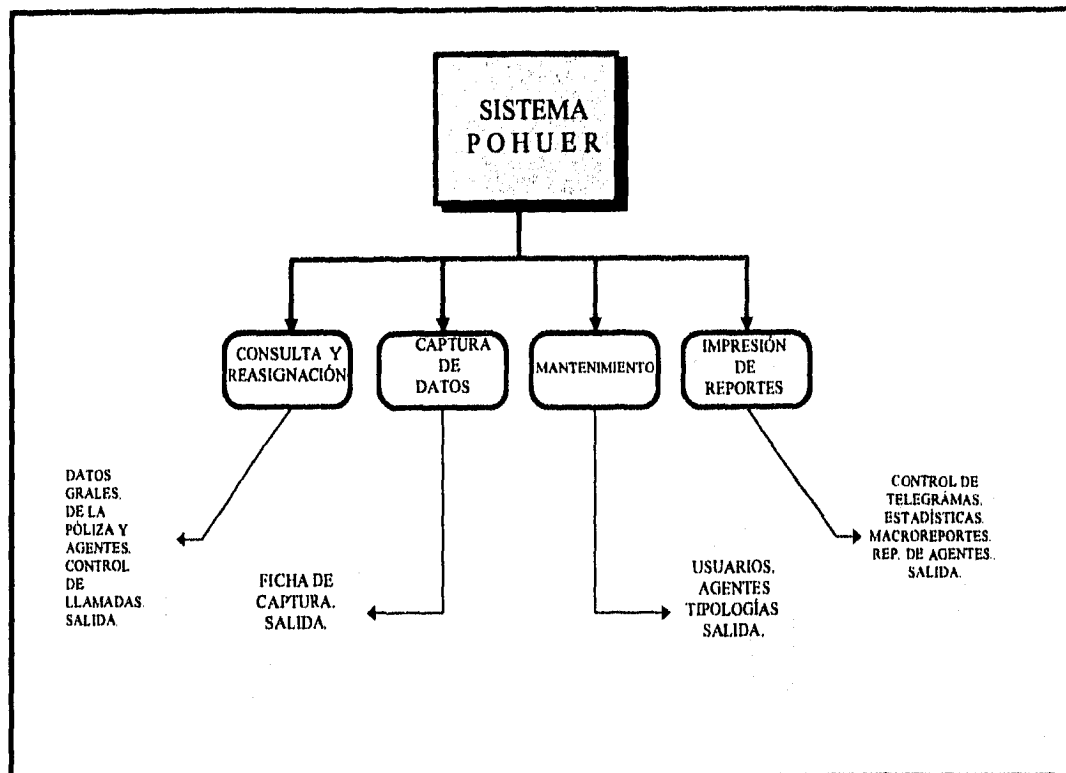 SISTEMA
POHUER
CONSULTA Y
REASIGNACIÓN
CAPTURA
DE
DATOS
MANTENIMIENTO
IMPRESIÓN
DE
REPORTES
DATOS
GRALES.
DE LA
PÓLIZA Y
AGENTES.
CONTROL
DE
LLAMADAS.
SALIDA.
FICHA DE
CAPTURA.
SALIDA.
USUARIOS.
AGENTES
TIPOLOGÍAS
SALIDA.
CONTROL DE
TELEGRÁMAS.
ESTADÍSTICAS.
MACROREPORTES.
REP. DE AGENTES.
SALIDA.